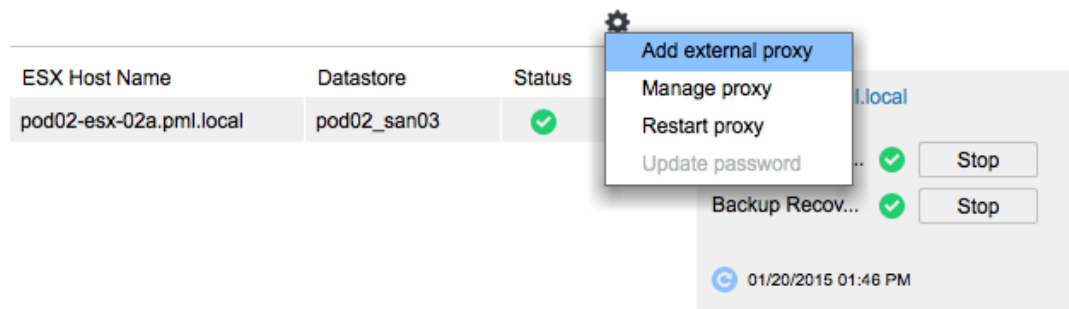 Add external proxy
ESX Host Name Datastore Status
Manage proxy
l.local
pod02-esx-02a.pml.local pod02_san03
Restart proxy
Update password .. Stop
Backup Recov... Stop
01/20/2015 01:46 PM